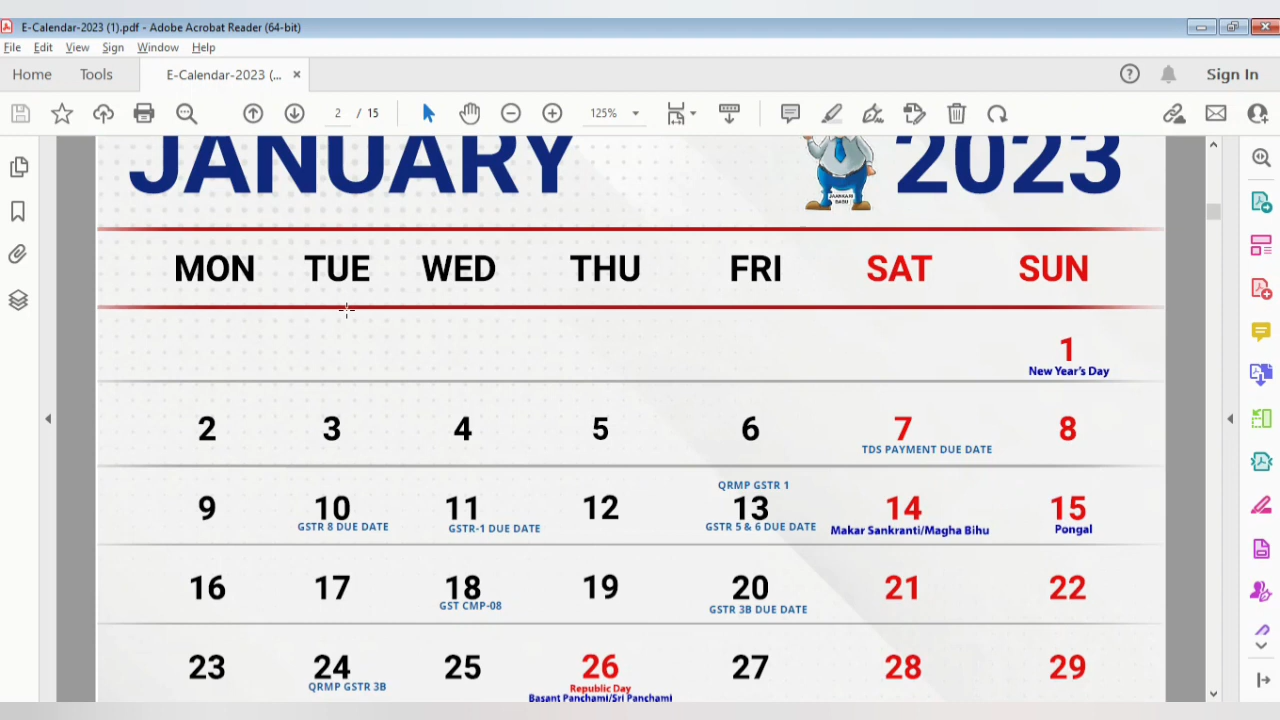 E-Calendar-2023 (1).pdf - Adobe Acrobat Reader (64-bit)
File Edit View Sign Window Help
Home Tools E-Calendar-2023 (... × Sign In
2 / 15 125%
JANUARY 2023
MON TUE WED THU FRI SAT SUN
1
New Year's Day
2 3 4 5 6 7 8
TDS PAYMENT DUE DATE
QRMP GSTR 1
9 10 11 12 13 14 15
GSTR 8 DUE DATE GSTR-1 DUE DATE GSTR 5 & 6 DUE DATE Makar Sankranti/Magha Bihu Pongal
16 17 18 19 20 21 22
GST CMP-08 GSTR 3B DUE DATE
23 24 25 26 27 28 29
QRMP GSTR 3B Republic Day
Basant Panchami/Sri Panchami